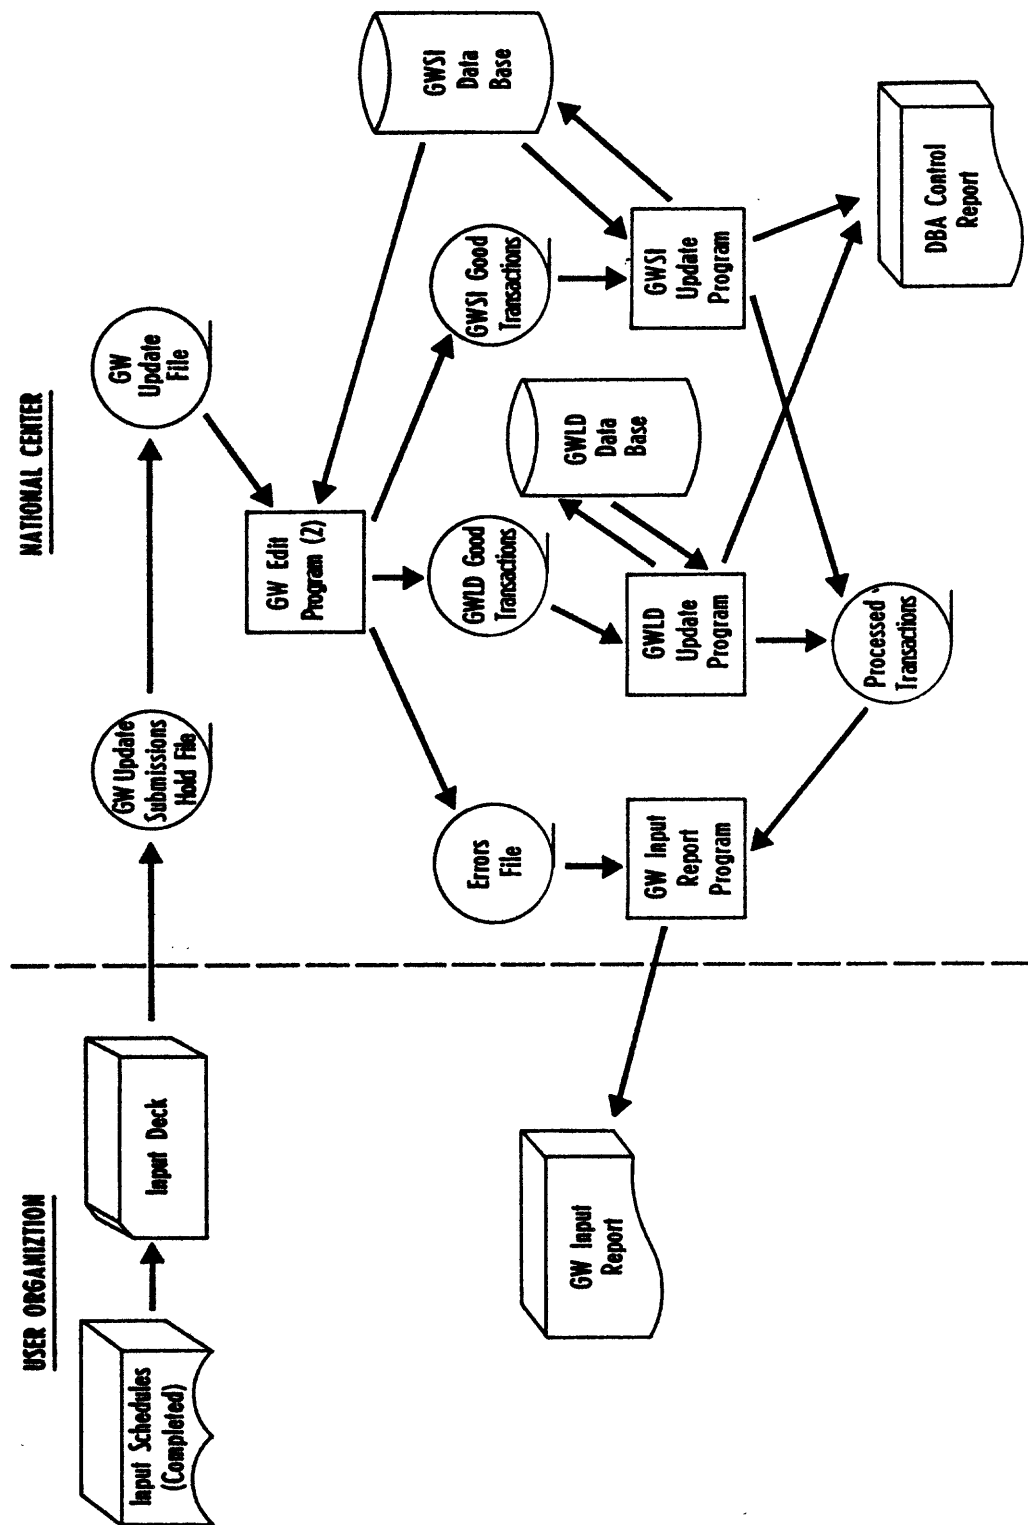 USER ORGANIZTION
NATIONAL CENTER
Input Schedules
(Completed)
Input Deck
GW Update
Submissions
Hold File
GW
Update
File
GW Edit
Program (2)
GWSI
Data
Base
Errors
File
GWLD Good
Transactions
GWSI Good
Transactions
GWLD
Data
Base
GW Input
Report
GW Input
Report
Program
GWLD
Update
Program
GWSI
Update
Program
Processed
Transactions
DBA Control
Report